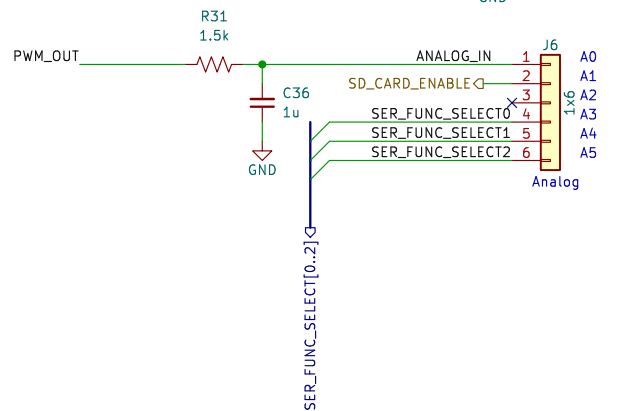 GND
R31
1.5k
PWM_OUT
ANALOG_IN
J6
1 A0
SD_CARD_ENABLE 2 A1
C36
1u
3 A2
1x6
SER_FUNC_SELECT0 4 A3
SER_FUNC_SELECT1 5 A4
SER_FUNC_SELECT2 6 A5
GND
Analog
SER_FUNC_SELECT[0..2]